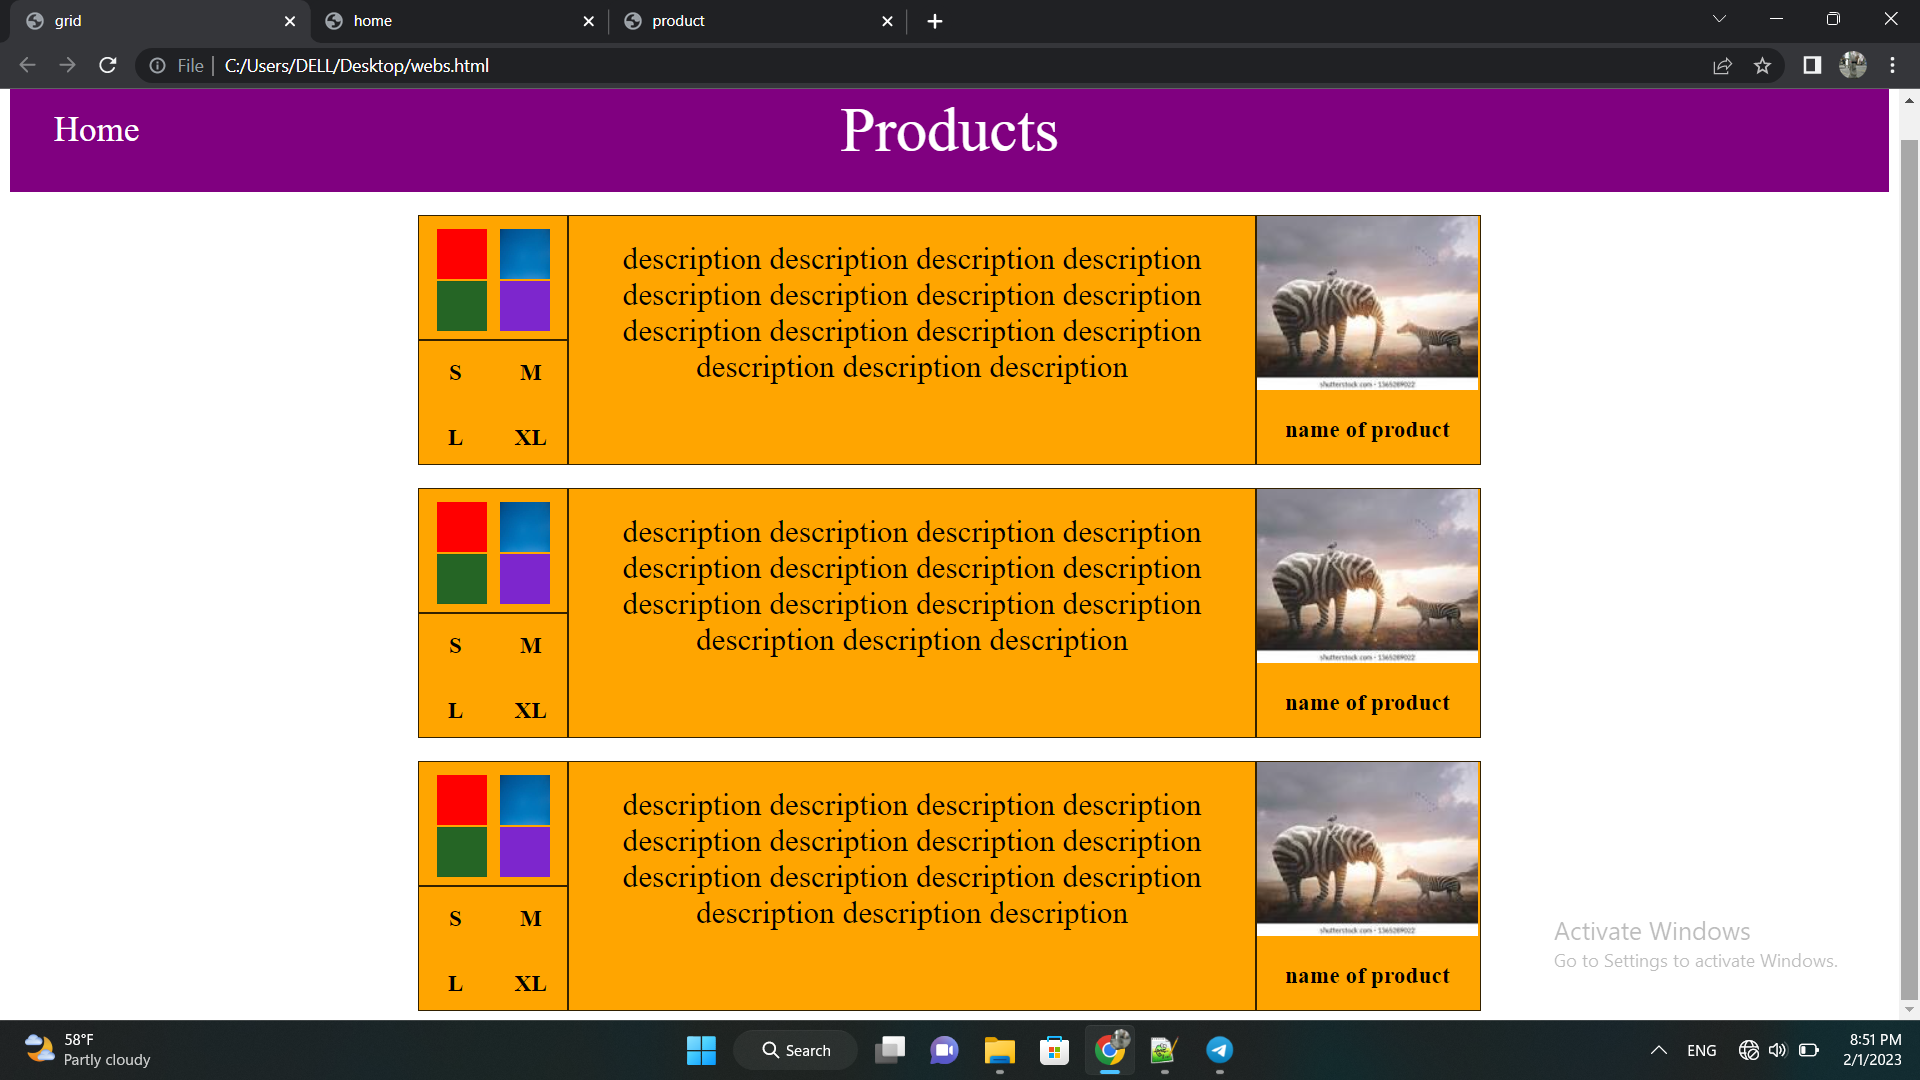 grid
home
product
File
C:/Users/DELL/Desktop/webs.html
Home
Products
description description description description
description description description description
description description description description
description description description
S M
L XL
shutterstock.com · 1365289022
name of product
description description description description
description description description description
description description description description
description description description
S M
L XL
shutterstock.com · 1365289022
name of product
description description description description
description description description description
description description description description
description description description
S M
L XL
shutterstock.com · 1365289022
name of product
Activate Windows
Go to Settings to activate Windows.
58°F
Partly cloudy
Search
ENG
8:51 PM
2/1/2023